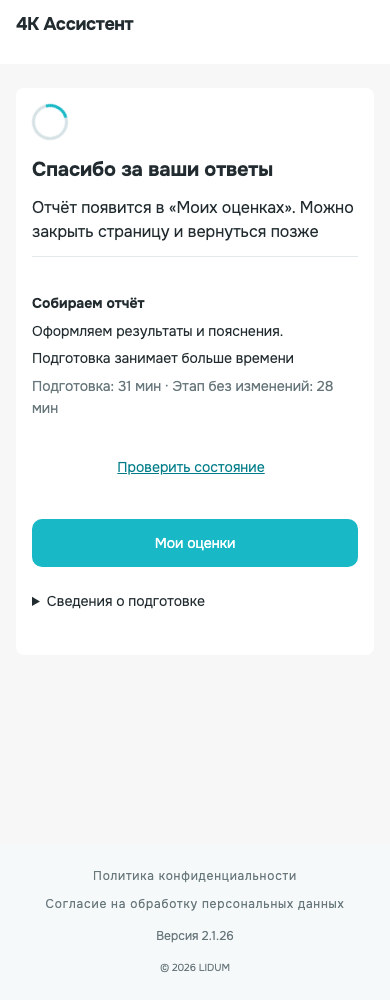 4K Ассистент
Спасибо за ваши ответы
Отчёт появится в «Моих оценках». Можно
закрыть страницу и вернуться позже
Собираем отчёт
Оформляем результаты и пояснения.
Подготовка занимает больше времени
Подготовка: 31 мин · Этап без изменений: 28
мин
Проверить состояние
Мои оценки
Сведения о подготовке
Политика конфиденциальности
Согласие на обработку персональных данных
Версия 2.1.26
© 2026 LIDUM